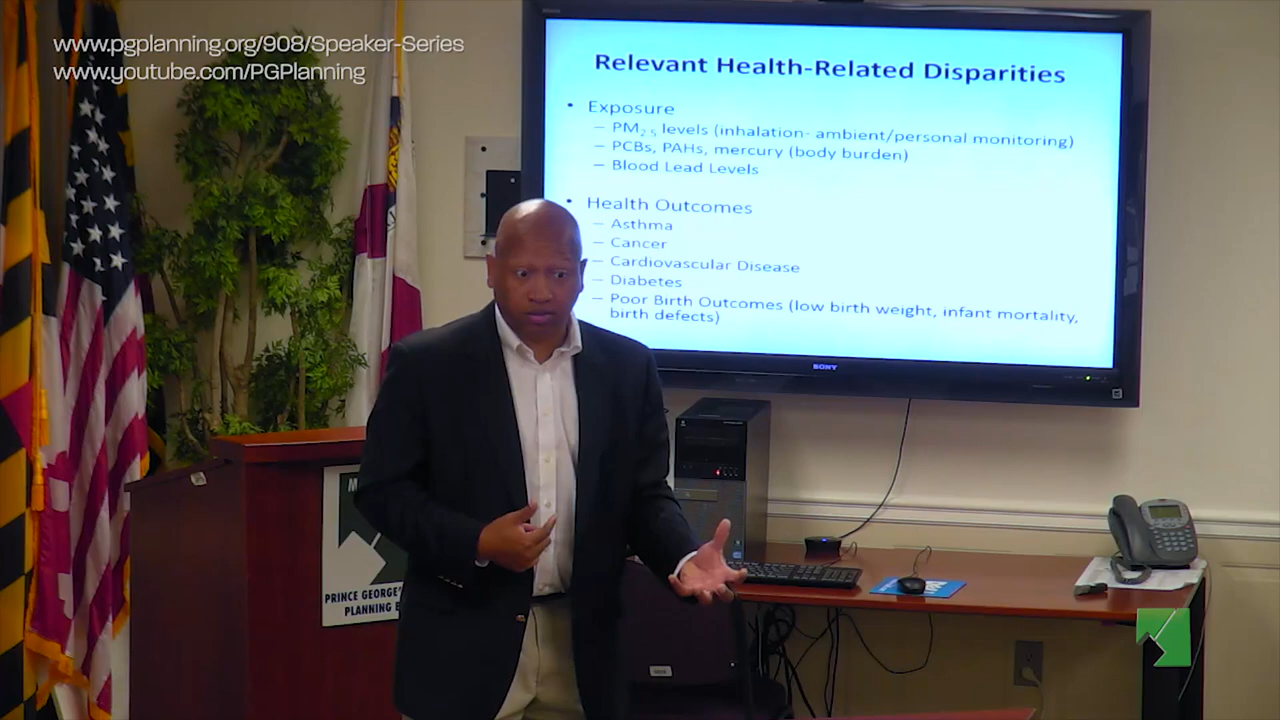 www.pgplanning.org/908/Speaker-Series
www.youtube.com/PGPlanning
Relevant Health-Related Disparities
• Exposure
– PM2.5 levels (inhalation- ambient/personal monitoring)
– PCBs, PAHs, mercury (body burden)
– Blood Lead Levels
• Health Outcomes
– Asthma
– Cancer
– Cardiovascular Disease
– Diabetes
– Poor Birth Outcomes (low birth weight, infant mortality,
birth defects)
SONY
PRINCE GEORGE'
PLANNING